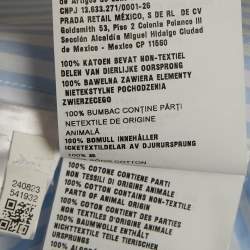 CNPJ 13.633.271/0001-26
PRADA RETAIL MÉXICO, S DE RL DE CV
Goldsmith 53, Piso 2 Colonia Polanco III
Sección Alcaldía Miguel Hidalgo Ciudad
de Mexico - Mexico CP 11560
100% KATOEN BEVAT NON-TEXTIEL
DELEN VAN DIERLIJKE OORSPRONG
100% BAWEŁNA ZAWIERA ELEMENTY
NIETEKSTYLNE POCHODZENIA
ZWIERZĘCEGO
100% BUMBAC CONȚINE PĂRȚI
NETEXTILE DE ORIGINE
ANIMALĂ
100% BOMULL INNEHÅLLER
ICKETEXTILDELAR AV DJURURSPRUNG
240823
541932
100% COTONE CONTIENE PARTI
NON TESSILI DI ORIGINE ANIMALE
100% COTTON CONTAINS NON-TEXTILE
PARTS OF ANIMAL ORIGIN
100% COTON CONTIENT DES PARTIES
NON TEXTILES D'ORIGINE ANIMALE
100% BAUMWOLLE ENTHÄLT
NICHTTEXTILE TEILE TIERISCHEN
URSPRUNGS